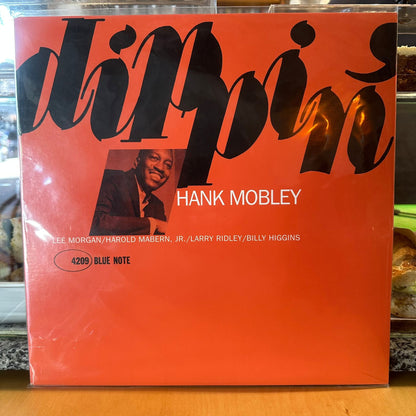 dippin'
HANK MOBLEY
LEE MORGAN/HAROLD MABERN, JR./LARRY RIDLEY/BILLY HIGGINS
4209 BLUE NOTE